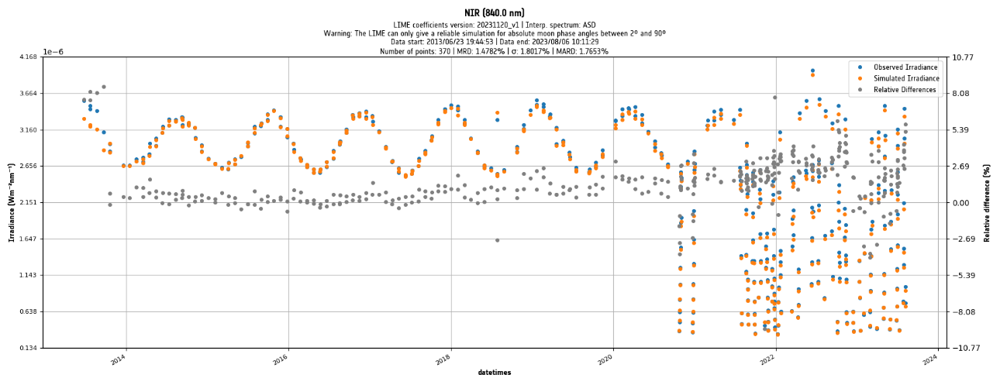 NIR (840.0 nm)
LIME coefficients version: 20231120_v1 | Interp. spectrum: ASD
Warning: The LIME can only give a reliable simulation for absolute moon phase angles between 2º and 90º
Data start: 2013/06/23 19:44:53 | Data end: 2023/08/06 10:11:29
Number of points: 370 | MRD: 1.4782% | σ: 1.8017% | MARD: 1.7653%
1e−6
4.168
3.664
3.160
2.656
2.151
1.647
1.143
0.638
0.134
Irradiance (Wm⁻²nm⁻¹)
Observed Irradiance
Simulated Irradiance
Relative Differences
10.77
8.08
5.39
2.69
0.00
−2.69
−5.39
−8.08
−10.77
Relative difference (%)
2014
2016
2018
2020
2022
2024
datetimes